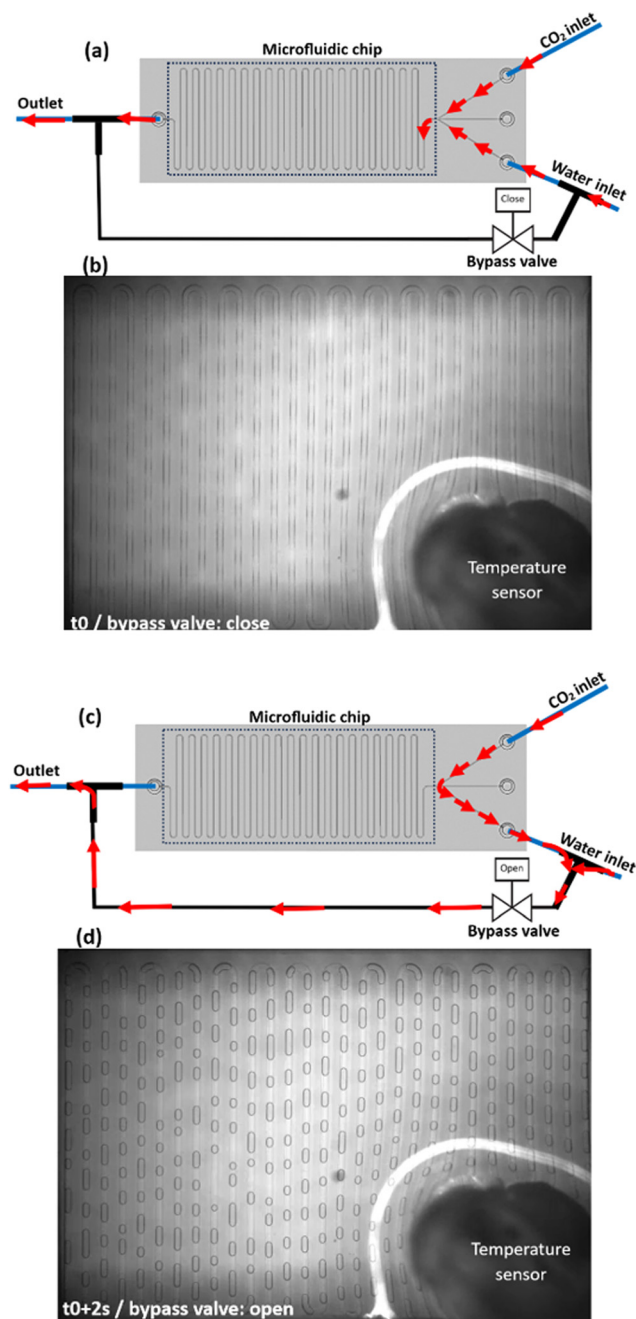 (a)
Microfluidic chip
CO₂ inlet
Outlet
Water inlet
Close
Bypass valve
(b)
Temperature
sensor
t0 / bypass valve: close
(c)
Microfluidic chip
CO₂ inlet
Outlet
Water inlet
Open
Bypass valve
(d)
Temperature
sensor
t0+2s / bypass valve: open